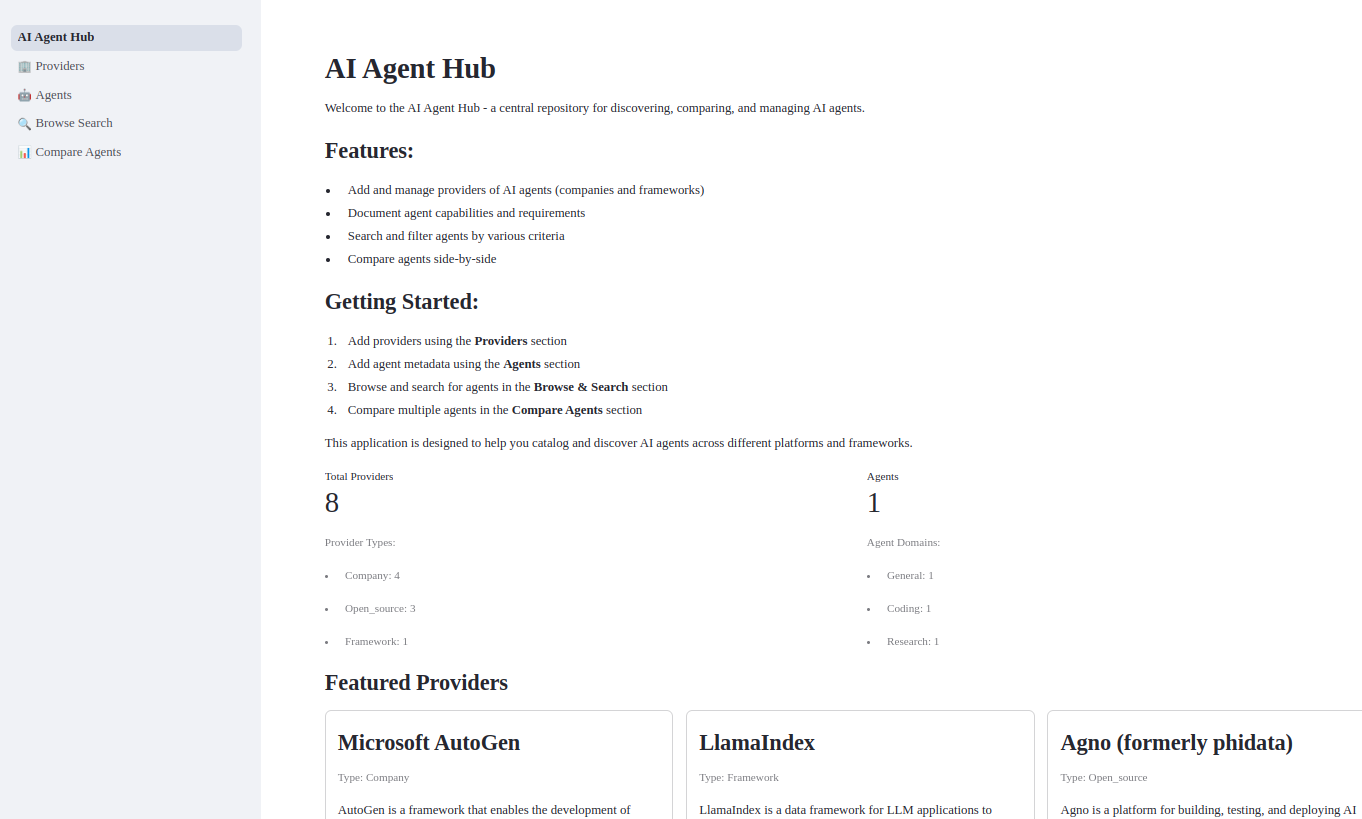 AI Agent Hub
🏢 Providers
🤖 Agents
🔍 Browse Search
📊 Compare Agents
AI Agent Hub
Welcome to the AI Agent Hub - a central repository for discovering, comparing, and managing AI agents.
Features:
• Add and manage providers of AI agents (companies and frameworks)
• Document agent capabilities and requirements
• Search and filter agents by various criteria
• Compare agents side-by-side
Getting Started:
1. Add providers using the Providers section
2. Add agent metadata using the Agents section
3. Browse and search for agents in the Browse & Search section
4. Compare multiple agents in the Compare Agents section
This application is designed to help you catalog and discover AI agents across different platforms and frameworks.
Total Providers
8
Provider Types:
• Company: 4
• Open_source: 3
• Framework: 1
Agents
1
Agent Domains:
• General: 1
• Coding: 1
• Research: 1
Featured Providers
Microsoft AutoGen
Type: Company
AutoGen is a framework that enables the development of
LlamaIndex
Type: Framework
LlamaIndex is a data framework for LLM applications to
Agno (formerly phidata)
Type: Open_source
Agno is a platform for building, testing, and deploying AI